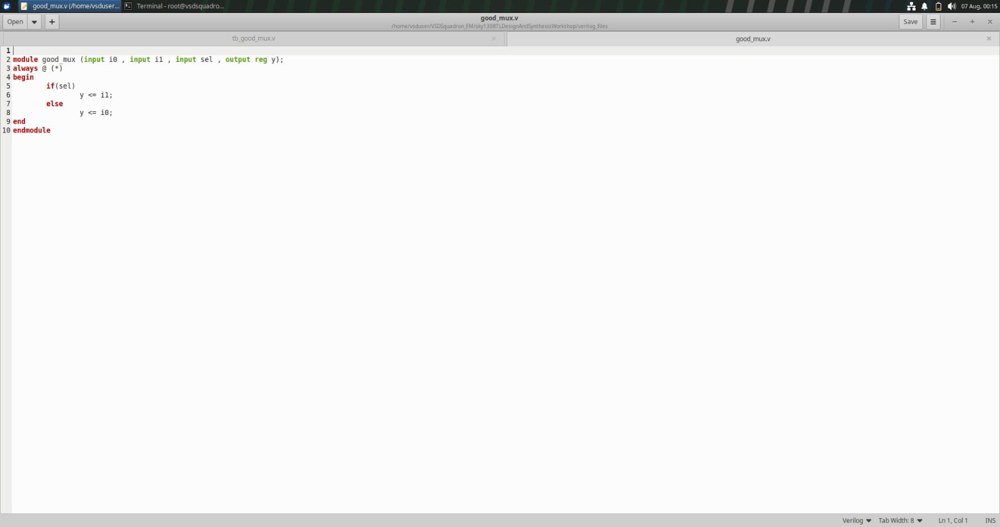 good_mux.v (/home/vsduser...
Terminal - root@vsdsquadro...
07 Aug, 00:15
Open
+
good_mux.v
/home/vsduser/VSDSquadron_FM/sky130RTLDesignAndSynthesisWorkshop/verilog_files
Save
tb_good_mux.v
good_mux.v
1
2 module good_mux (input i0 , input i1 , input sel , output reg y);
3 always @ (*)
4 begin
5 if(sel)
6 y <= i1;
7 else
8 y <= i0;
9 end
10 endmodule
Verilog
Tab Width: 8
Ln 1, Col 1
INS